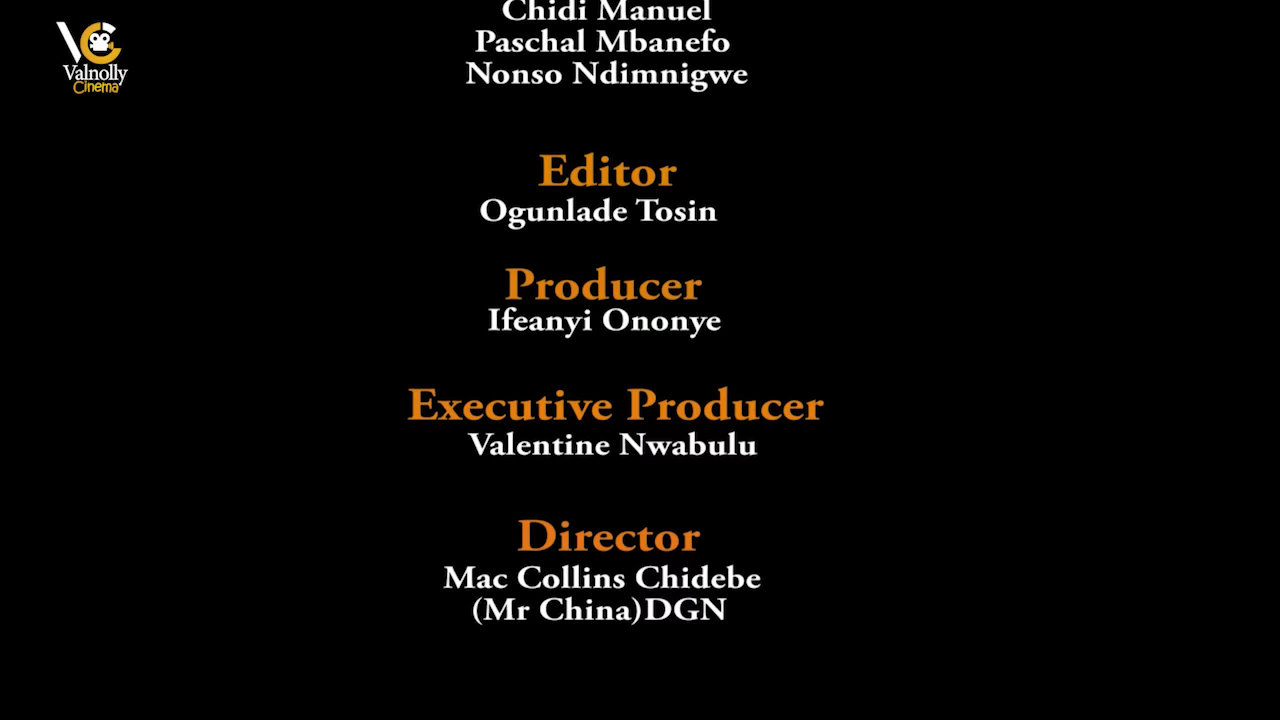 Chidi Manuel
Paschal Mbanefo
Nonso Ndimnigwe
VC
Valnolly
Cinema
Editor
Ogunlade Tosin
Producer
Ifeanyi Ononye
Executive Producer
Valentine Nwabulu
Director
Mac Collins Chidebe
(Mr China)DGN